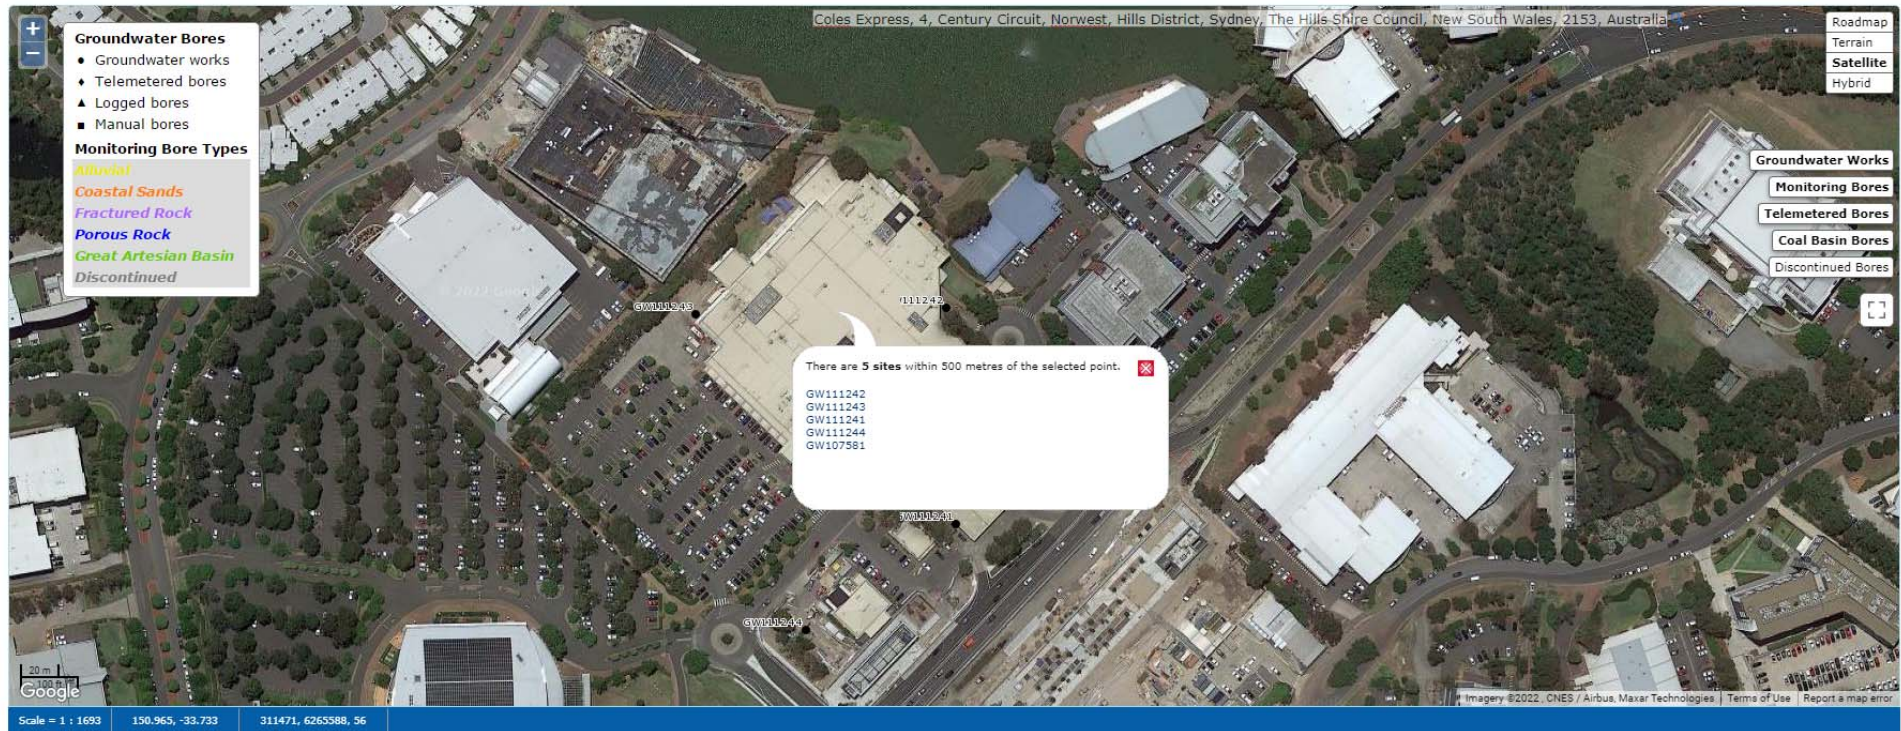 Coles Express, 4, Century Circuit, Norwest, Hills District, Sydney, The Hills Shire Council, New South Wales, 2153, Australia
+
−
Groundwater Bores
Groundwater works
Telemetered bores
Logged bores
Manual bores
Monitoring Bore Types
Alluvial
Coastal Sands
Fractured Rock
Porous Rock
Great Artesian Basin
Discontinued
Roadmap
Terrain
Satellite
Hybrid
Groundwater Works
Monitoring Bores
Telemetered Bores
Coal Basin Bores
Discontinued Bores
© 2022 Google
GW111243
111242
There are 5 sites within 500 metres of the selected point.
GW111242
GW111243
GW111241
GW111244
GW107581
W111241
GW111244
20 m
100 ft
Google
Imagery ©2022 , CNES / Airbus, Maxar Technologies
Terms of Use
Report a map error
Scale = 1 : 1693
150.965, -33.733
311471, 6265588, 56